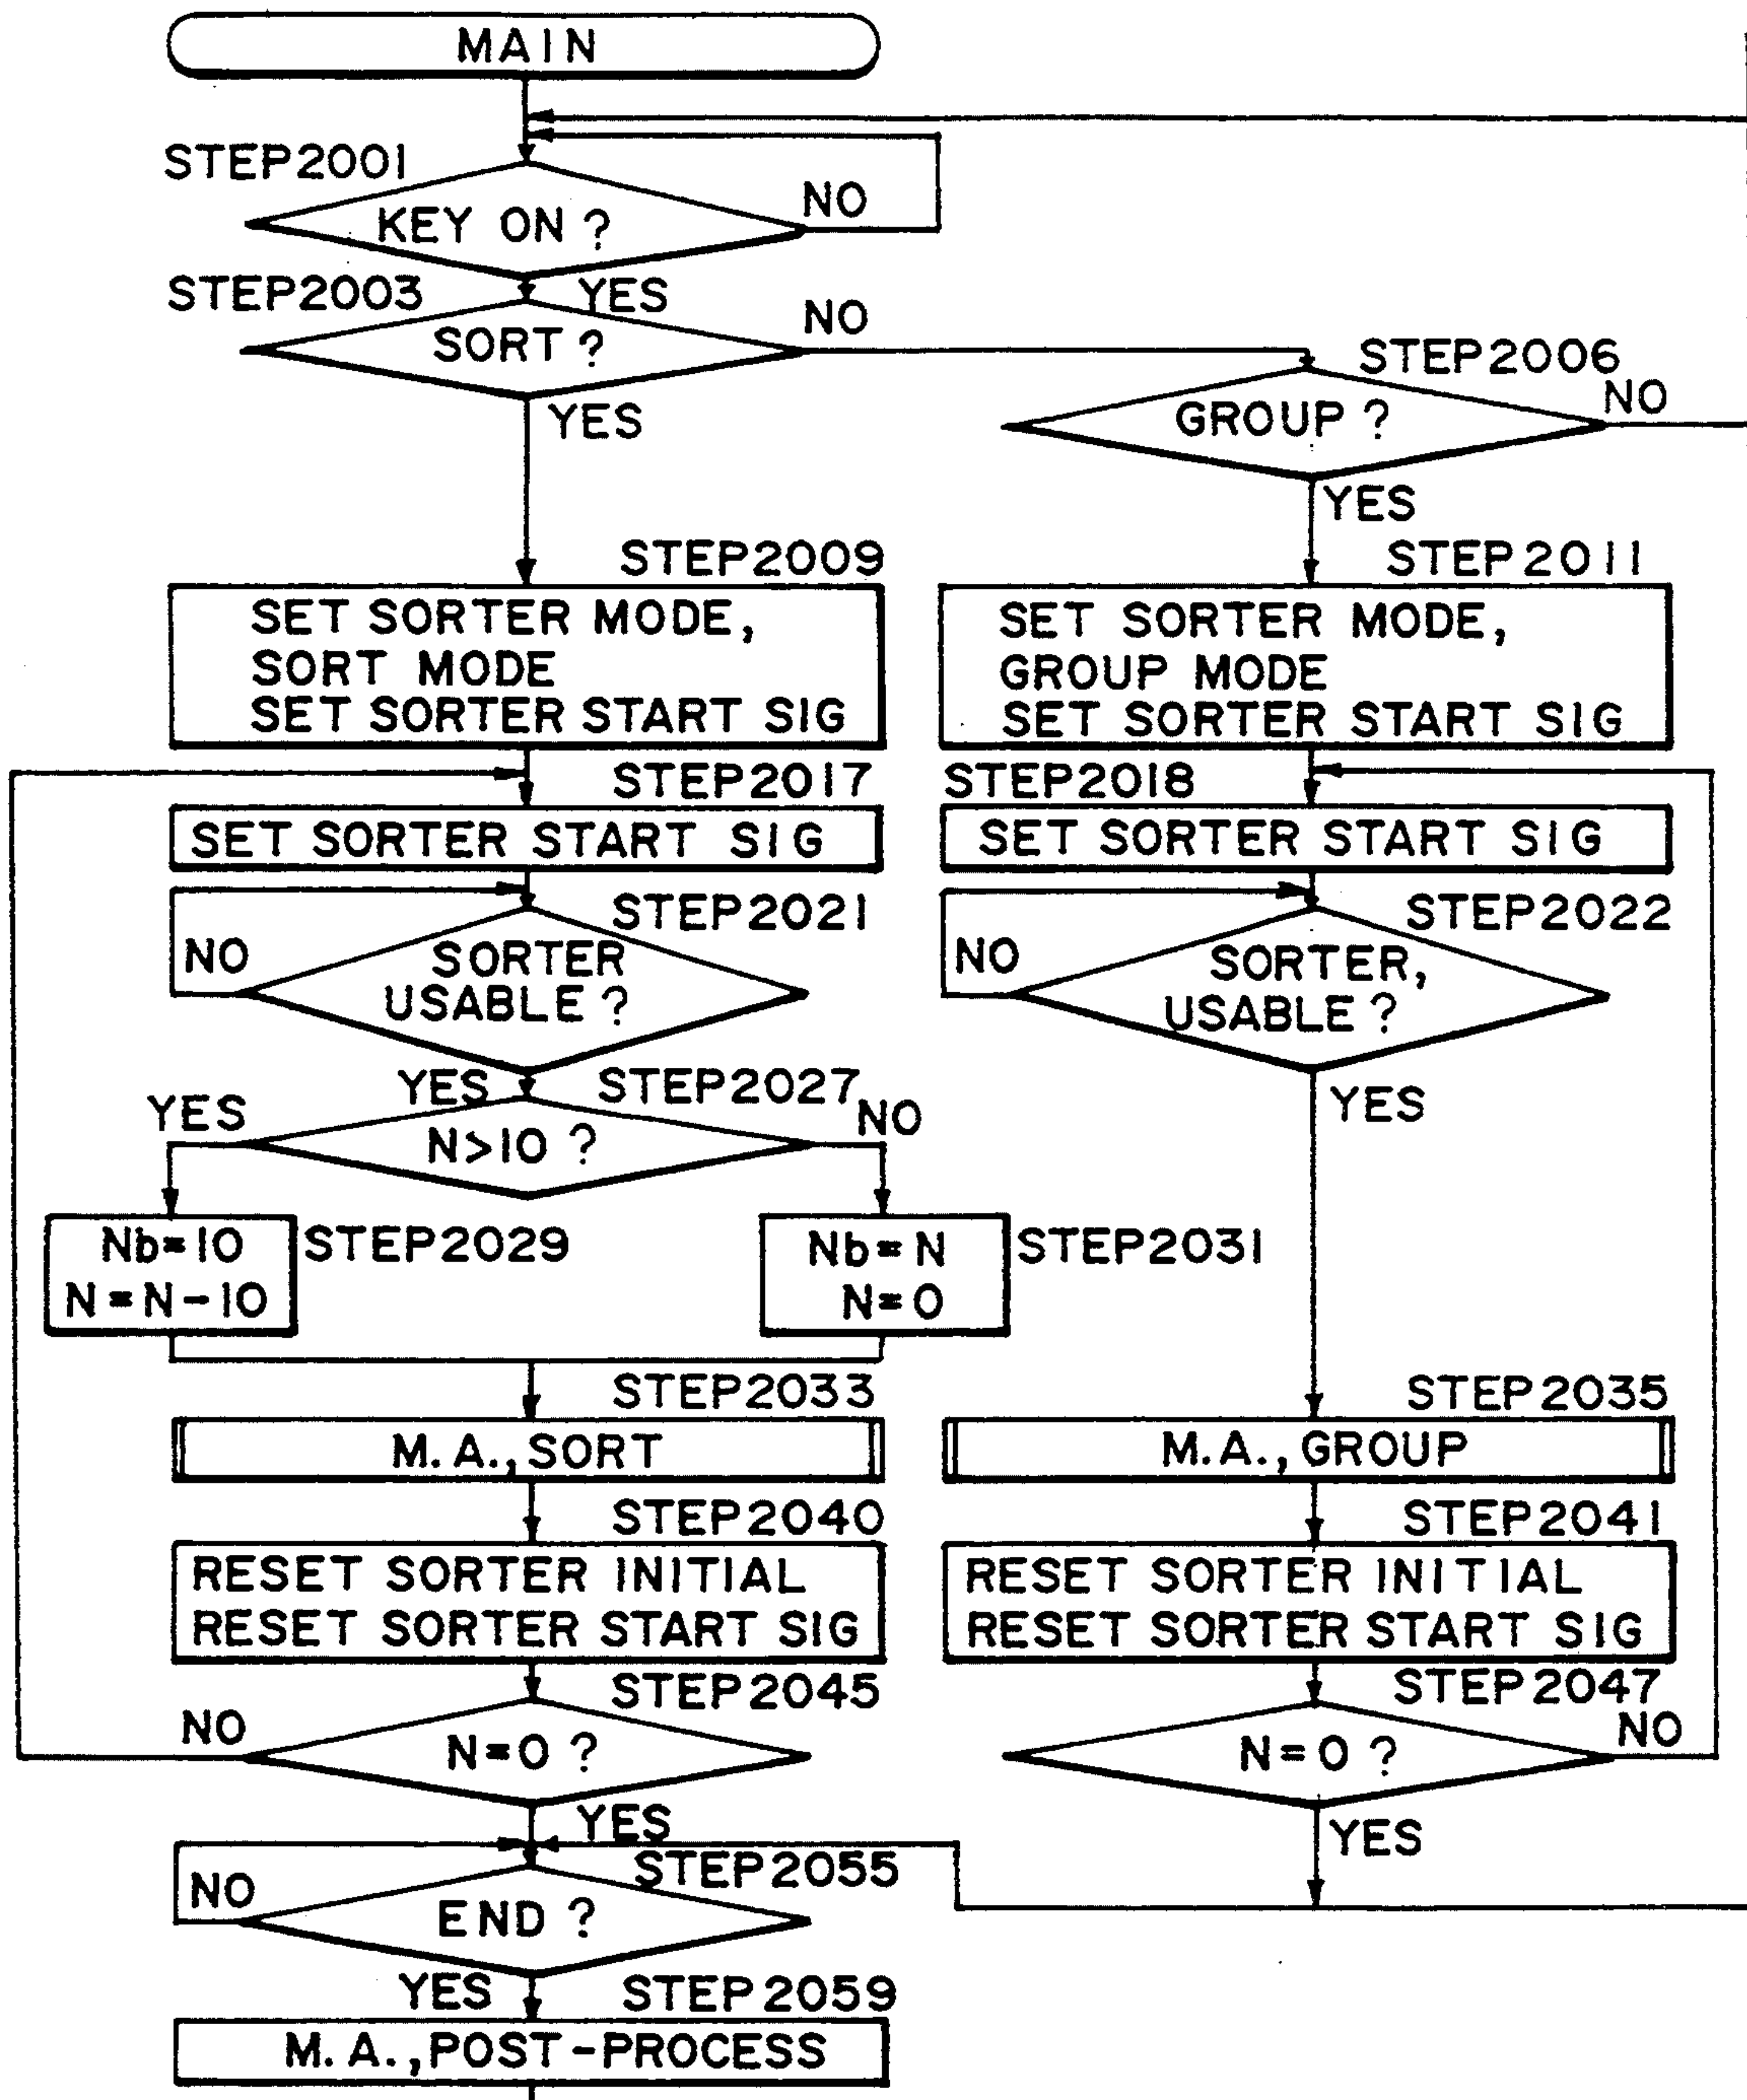 MAIN
STEP2001
KEY ON ?
NO
YES
STEP2003
SORT ?
NO
YES
STEP2006
GROUP ?
NO
YES
STEP2009
SET SORTER MODE,
SORT MODE
SET SORTER START SIG
STEP2011
SET SORTER MODE,
GROUP MODE
SET SORTER START SIG
STEP2017
SET SORTER START SIG
STEP2018
SET SORTER START SIG
STEP2021
NO
SORTER
USABLE ?
YES
STEP2022
NO
SORTER,
USABLE ?
YES
STEP2027
YES
N>10 ?
NO
Nb=10
N=N-10
STEP2029
Nb=N
N=0
STEP2031
STEP2033
M.A.,SORT
STEP2035
M.A.,GROUP
STEP2040
RESET SORTER INITIAL
RESET SORTER START SIG
STEP2041
RESET SORTER INITIAL
RESET SORTER START SIG
STEP2045
NO
N=0 ?
YES
STEP2047
N=0 ?
NO
YES
STEP2055
NO
END ?
YES
STEP2059
M.A.,POST-PROCESS